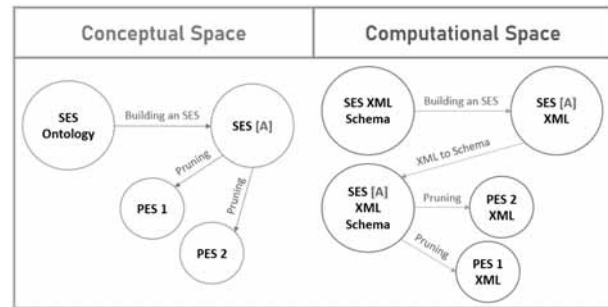 Conceptual Space
Computational Space
SES
Ontology
Building an SES
SES [A]
Pruning
Pruning
PES 1
PES 2
SES XML
Schema
Building an SES
SES [A]
XML
XML to Schema
SES [A]
XML
Schema
Pruning
PES 2
XML
Pruning
PES 1
XML